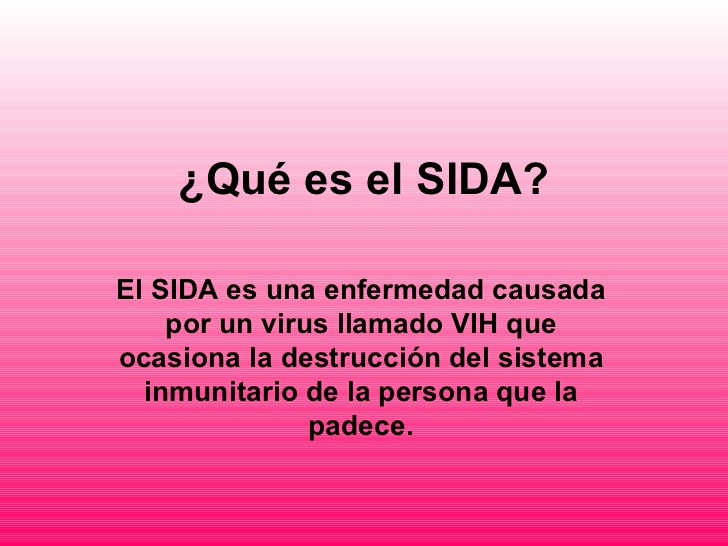 ¿Qué es el SIDA?
El SIDA es una enfermedad causada
por un virus llamado VIH que
ocasiona la destrucción del sistema
inmunitario de la persona que la
padece.